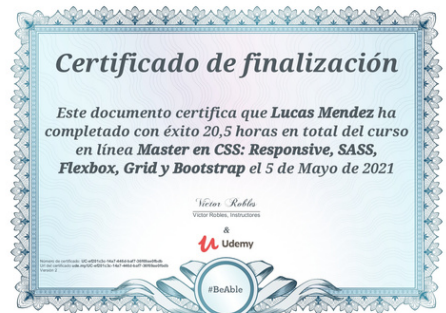 Certificado de finalización
Este documento certifica que Lucas Mendez ha
completado con éxito 20,5 horas en total del curso
en línea Master en CSS: Responsive, SASS,
Flexbox, Grid y Bootstrap el 5 de Mayo de 2021
Victor Robles
Victor Robles, Instructores
&
Udemy
#BeAble